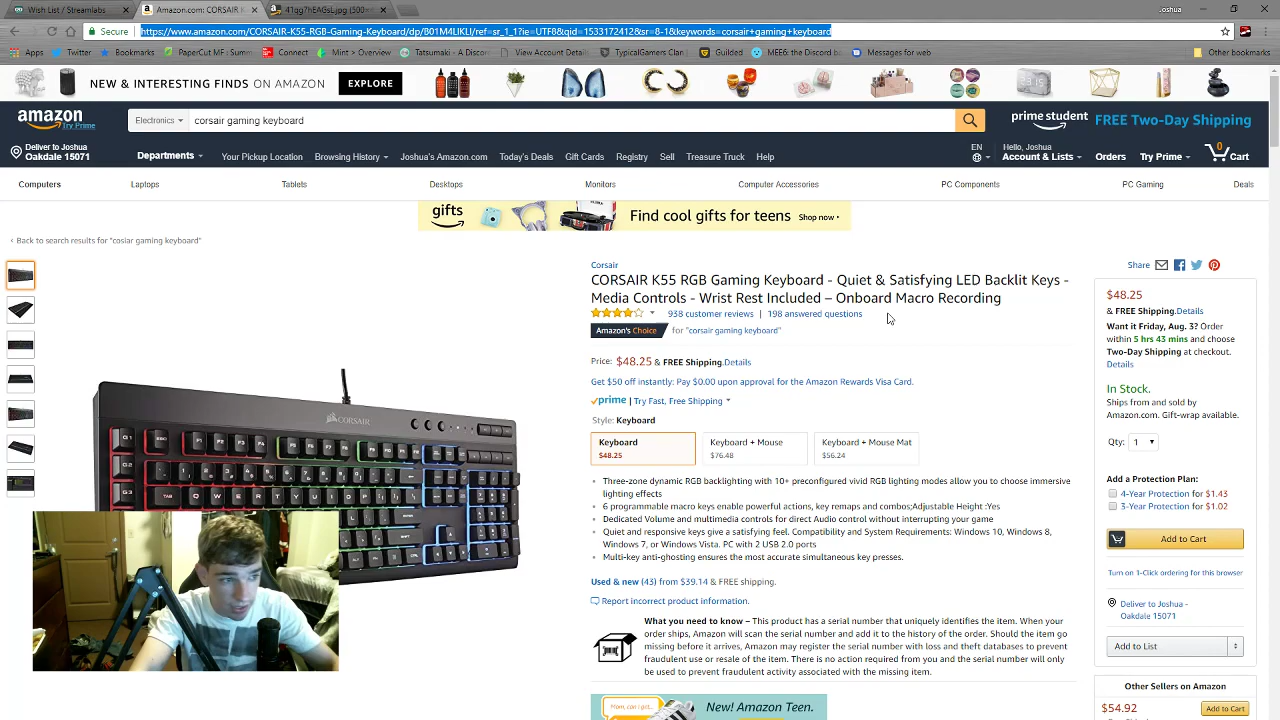 Wish List / Streamlabs
Amazon.com: CORSAIR K
41qg7hEAGsL.jpg (500×
Joshua
Secure
https://www.amazon.com/CORSAIR-K55-RGB-Gaming-Keyboard/dp/B01M4LIKLI/ref=sr_1_1?ie=UTF8&qid=1533172412&sr=8-1&keywords=corsair+gaming+keyboard
Apps
Twitter
Bookmarks
PaperCut MF : Summ
Connect
Mint > Overview
Tatsumaki - A Discor
View Account Detail
TypicalGamers Clan
Guilded
MEE6 the discord b
Messages for web
Other bookmarks
NEW & INTERESTING FINDS ON AMAZON
EXPLORE
amazon
Try Prime
Electronics
corsair gaming keyboard
prime student
FREE Two-Day Shipping
Deliver to Joshua
Oakdale 15071
Departments
Your Pickup Location
Browsing History
Joshua's Amazon.com
Today's Deals
Gift Cards
Registry
Sell
Treasure Truck
Help
EN
Hello, Joshua
Account & Lists
Orders
Try Prime
0
Cart
Computers
Laptops
Tablets
Desktops
Monitors
Computer Accessories
PC Components
PC Gaming
Deals
gifts
Find cool gifts for teens
Shop now
‹ Back to search results for "cosiar gaming keyboard"
Corsair
CORSAIR K55 RGB Gaming Keyboard - Quiet & Satisfying LED Backlit Keys -
Media Controls - Wrist Rest Included – Onboard Macro Recording
938 customer reviews | 198 answered questions
Amazon's Choice for "corsair gaming keyboard"
Price: $48.25 & FREE Shipping. Details
Get $50 off instantly: Pay $0.00 upon approval for the Amazon Rewards Visa Card.
prime | Try Fast, Free Shipping
Style: Keyboard
Keyboard
$48.25
Keyboard + Mouse
$76.48
Keyboard + Mouse Mat
$56.24
Three-zone dynamic RGB backlighting with 10+ preconfigured vivid RGB lighting modes allow you to choose immersive
lighting effects
6 programmable macro keys enable powerful actions, key remaps and combos;Adjustable Height :Yes
Dedicated Volume and multimedia controls for direct Audio control without interrupting your game
Quiet and responsive keys give a satisfying feel. Compatibility and System Requirements: Windows 10, Windows 8,
Windows 7, or Windows Vista. PC with 2 USB 2.0 ports
Multi-key anti-ghosting ensures the most accurate simultaneous key presses.
Used & new (43) from $39.14 & FREE shipping.
Report incorrect product information.
What you need to know – This product has a serial number that uniquely identifies the item. When your
order ships, Amazon will scan the serial number and add it to the history of the order. Should the item go
missing before it arrives, Amazon may register the serial number with loss and theft databases to prevent
fraudulent use or resale of the item. There is no action required from you and the serial number will only
be used to prevent fraudulent activity associated with the missing item.
New! Amazon Teen.
Share
$48.25
& FREE Shipping. Details
Want it Friday, Aug. 3? Order
within 5 hrs 43 mins and choose
Two-Day Shipping at checkout.
Details
In Stock.
Ships from and sold by
Amazon.com. Gift-wrap available.
Qty: 1
Add a Protection Plan:
4-Year Protection for $1.43
3-Year Protection for $1.02
Add to Cart
Turn on 1-Click ordering for this browser
Deliver to Joshua -
Oakdale 15071
Add to List
Other Sellers on Amazon
$54.92
Add to Cart
CORSAIR